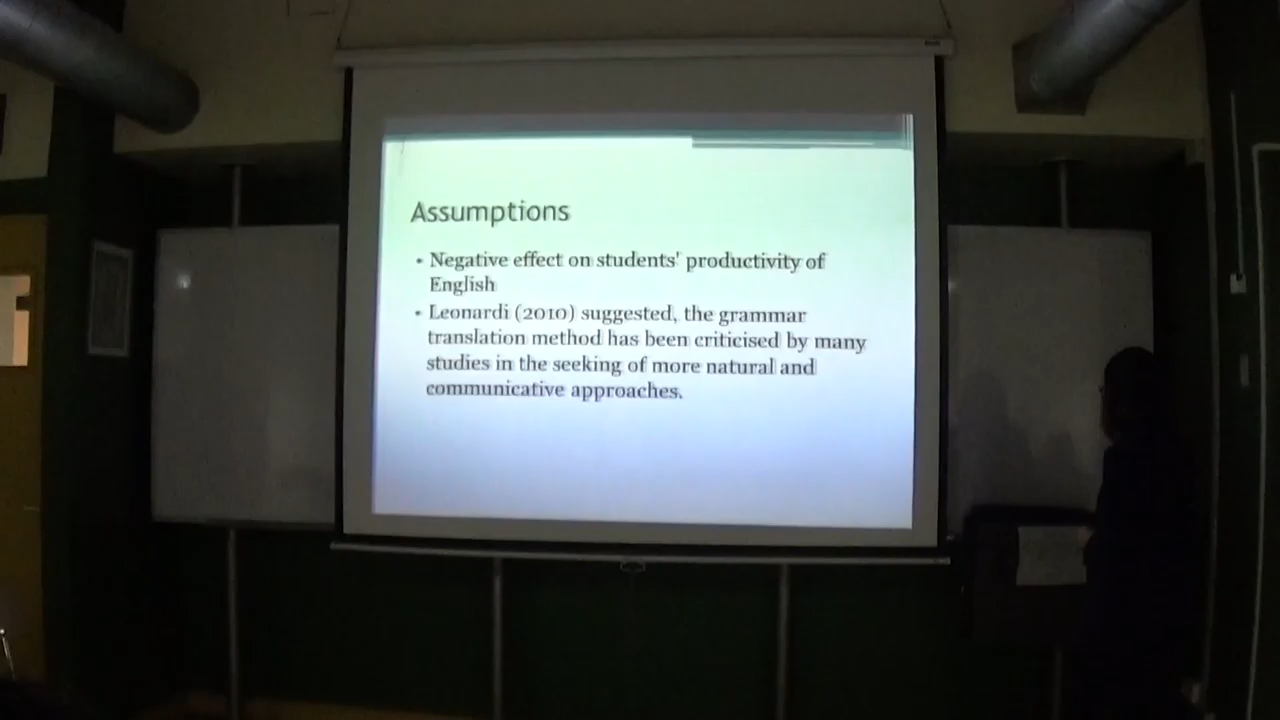 Assumptions
• Negative effect on students' productivity of
English
• Leonardi (2010) suggested, the grammar
translation method has been criticised by many
studies in the seeking of more natural and
communicative approaches.